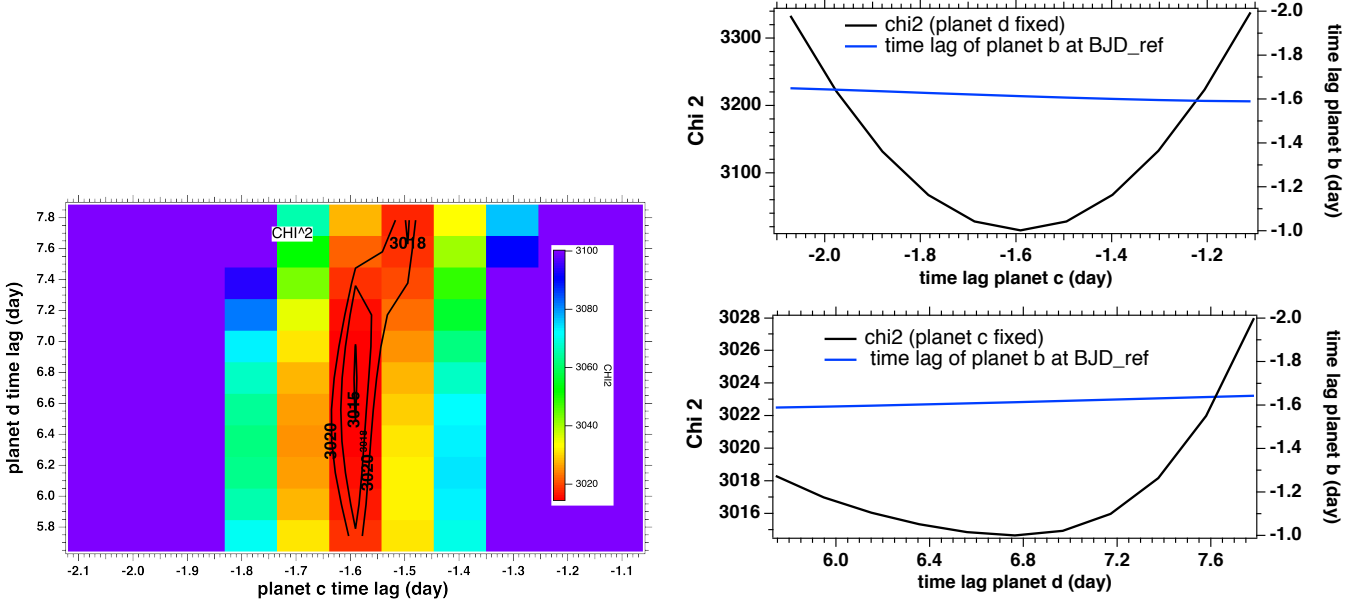 CHI^2
3018
3015
3020
3018
3020
3100
3080
3060
3040
3020
CHI2
7.8
7.6
7.4
7.2
7.0
6.8
6.6
6.4
6.2
6.0
5.8
planet d time lag (day)
-2.1 -2.0 -1.9 -1.8 -1.7 -1.6 -1.5 -1.4 -1.3 -1.2 -1.1
planet c time lag (day)
chi2 (planet d fixed)
time lag of planet b at BJD_ref
3300
3200
3100
Chi 2
-2.0
-1.8
-1.6
-1.4
-1.2
-1.0
time lag planet b (day)
-2.0 -1.8 -1.6 -1.4 -1.2
time lag planet c (day)
chi2 (planet c fixed)
time lag of planet b at BJD_ref
3028
3026
3024
3022
3020
3018
3016
Chi 2
-2.0
-1.8
-1.6
-1.4
-1.2
-1.0
time lag planet b (day)
6.0 6.4 6.8 7.2 7.6
time lag planet d (day)